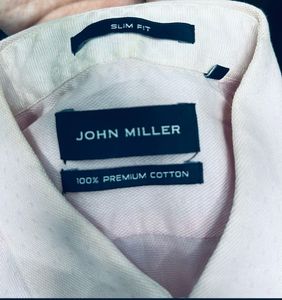 SLIM FIT
JOHN MILLER
100% PREMIUM COTTON